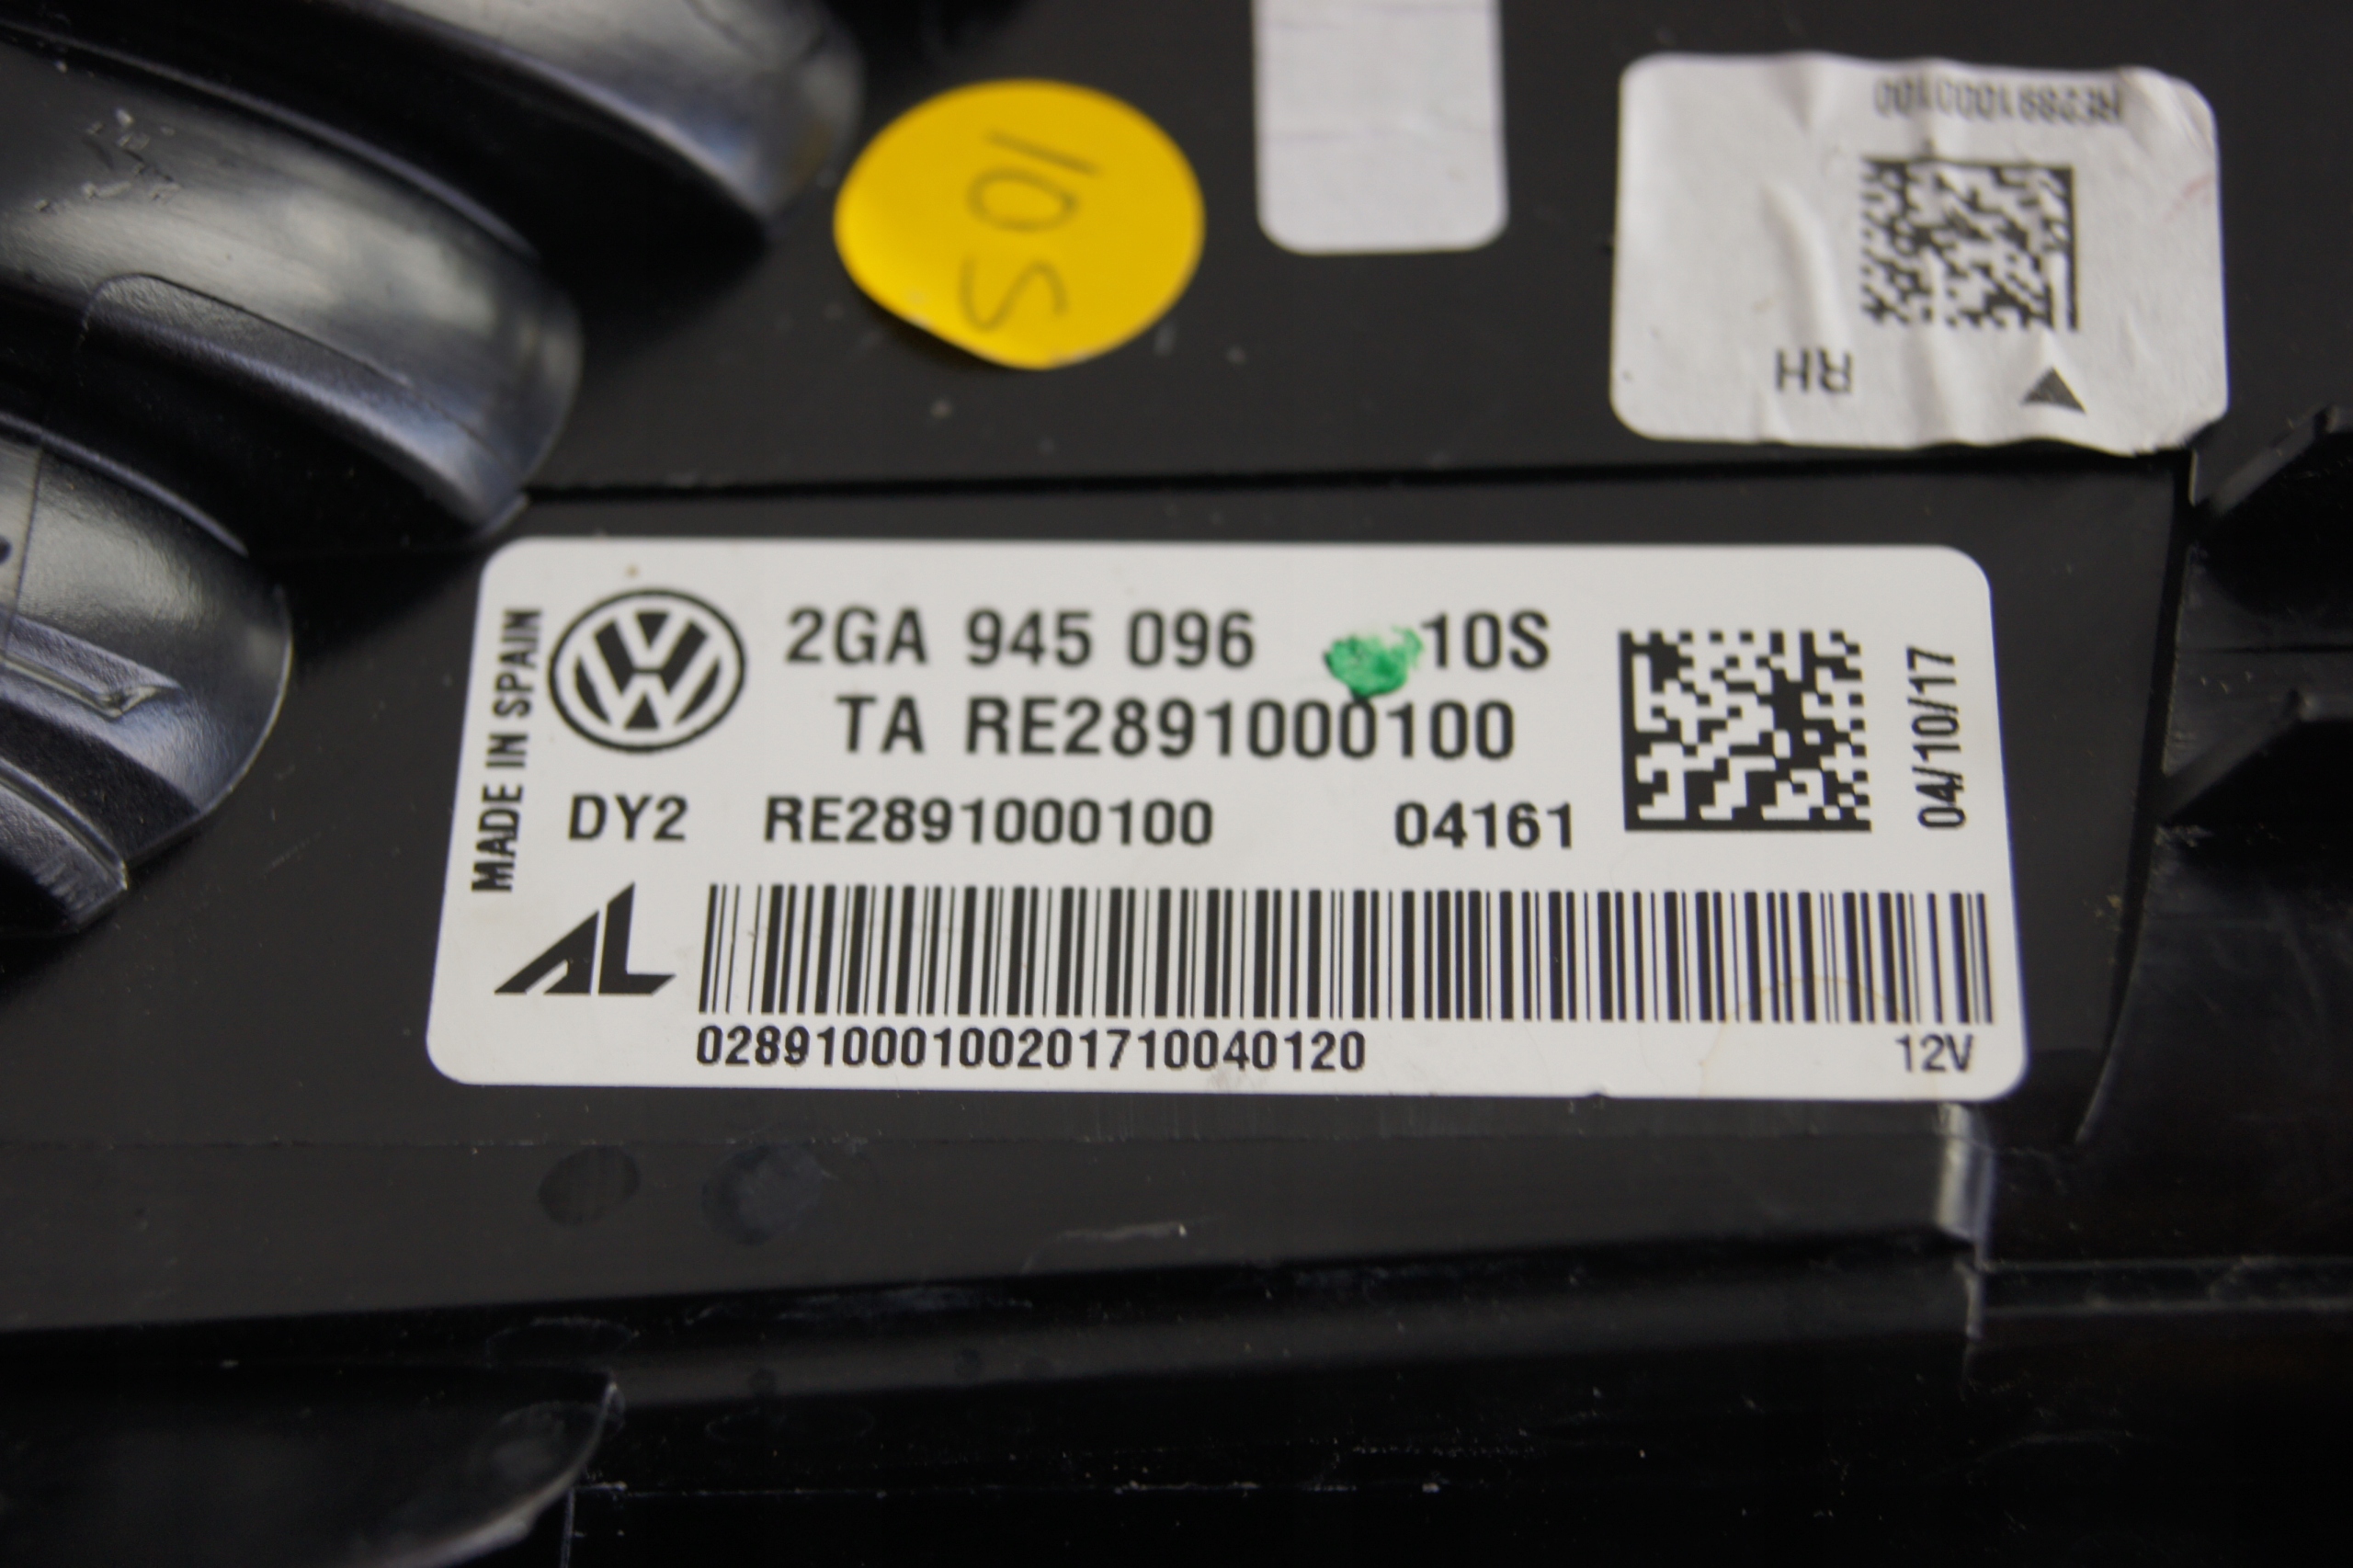 10S
RE2891000100
RH
MADE IN SPAIN
2GA 945 096 10S
TA RE2891000100
DY2 RE2891000100 04161
04/10/17
AL
02891000100201710040120
12V